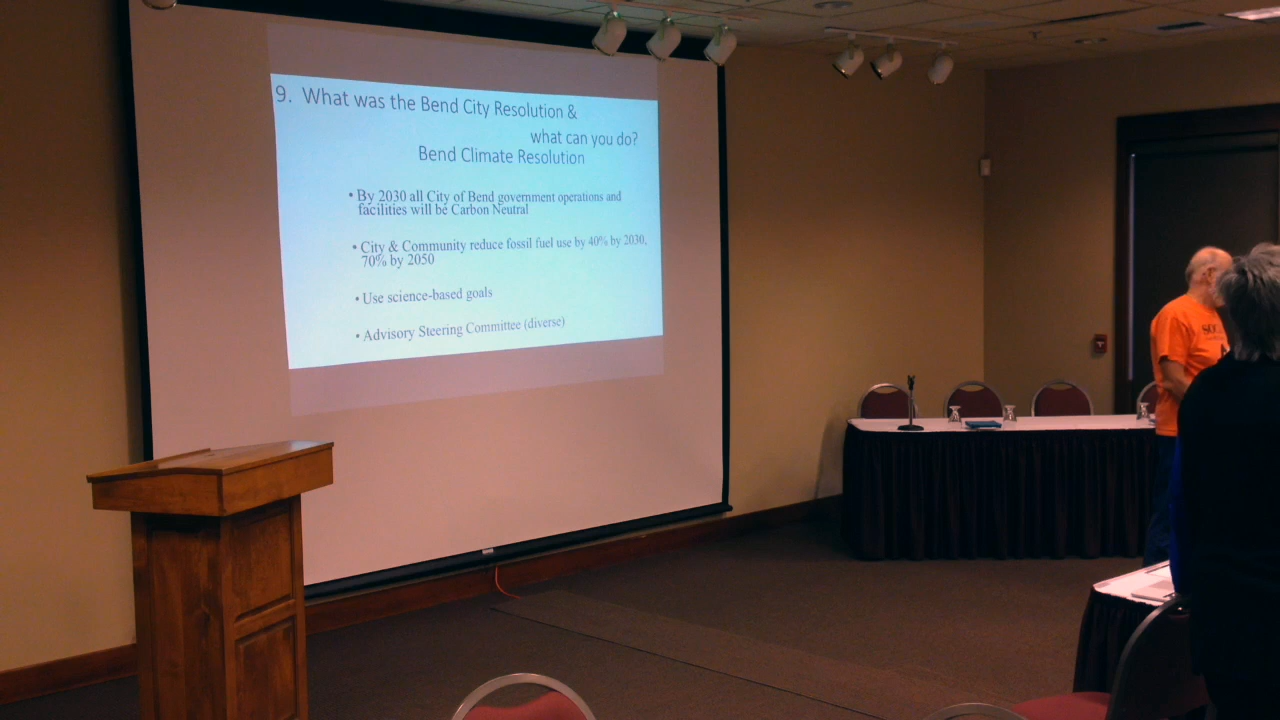 9. What was the Bend City Resolution &
what can you do?
Bend Climate Resolution
• By 2030 all City of Bend government operations and
facilities will be Carbon Neutral
• City & Community reduce fossil fuel use by 40% by 2030,
70% by 2050
• Use science-based goals
• Advisory Steering Committee (diverse)